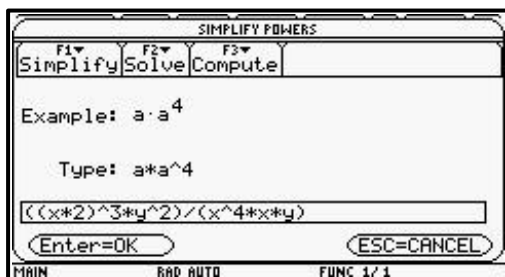 SIMPLIFY POWERS
F1▾ F2▾ F3▾
Simplify Solve Compute
Example: a·a⁴
Type: a*a^4
((x*2)^3*y^2)/(x^4*x*y)
Enter=OK ESC=CANCEL
MAIN RAD AUTO FUNC 1/1